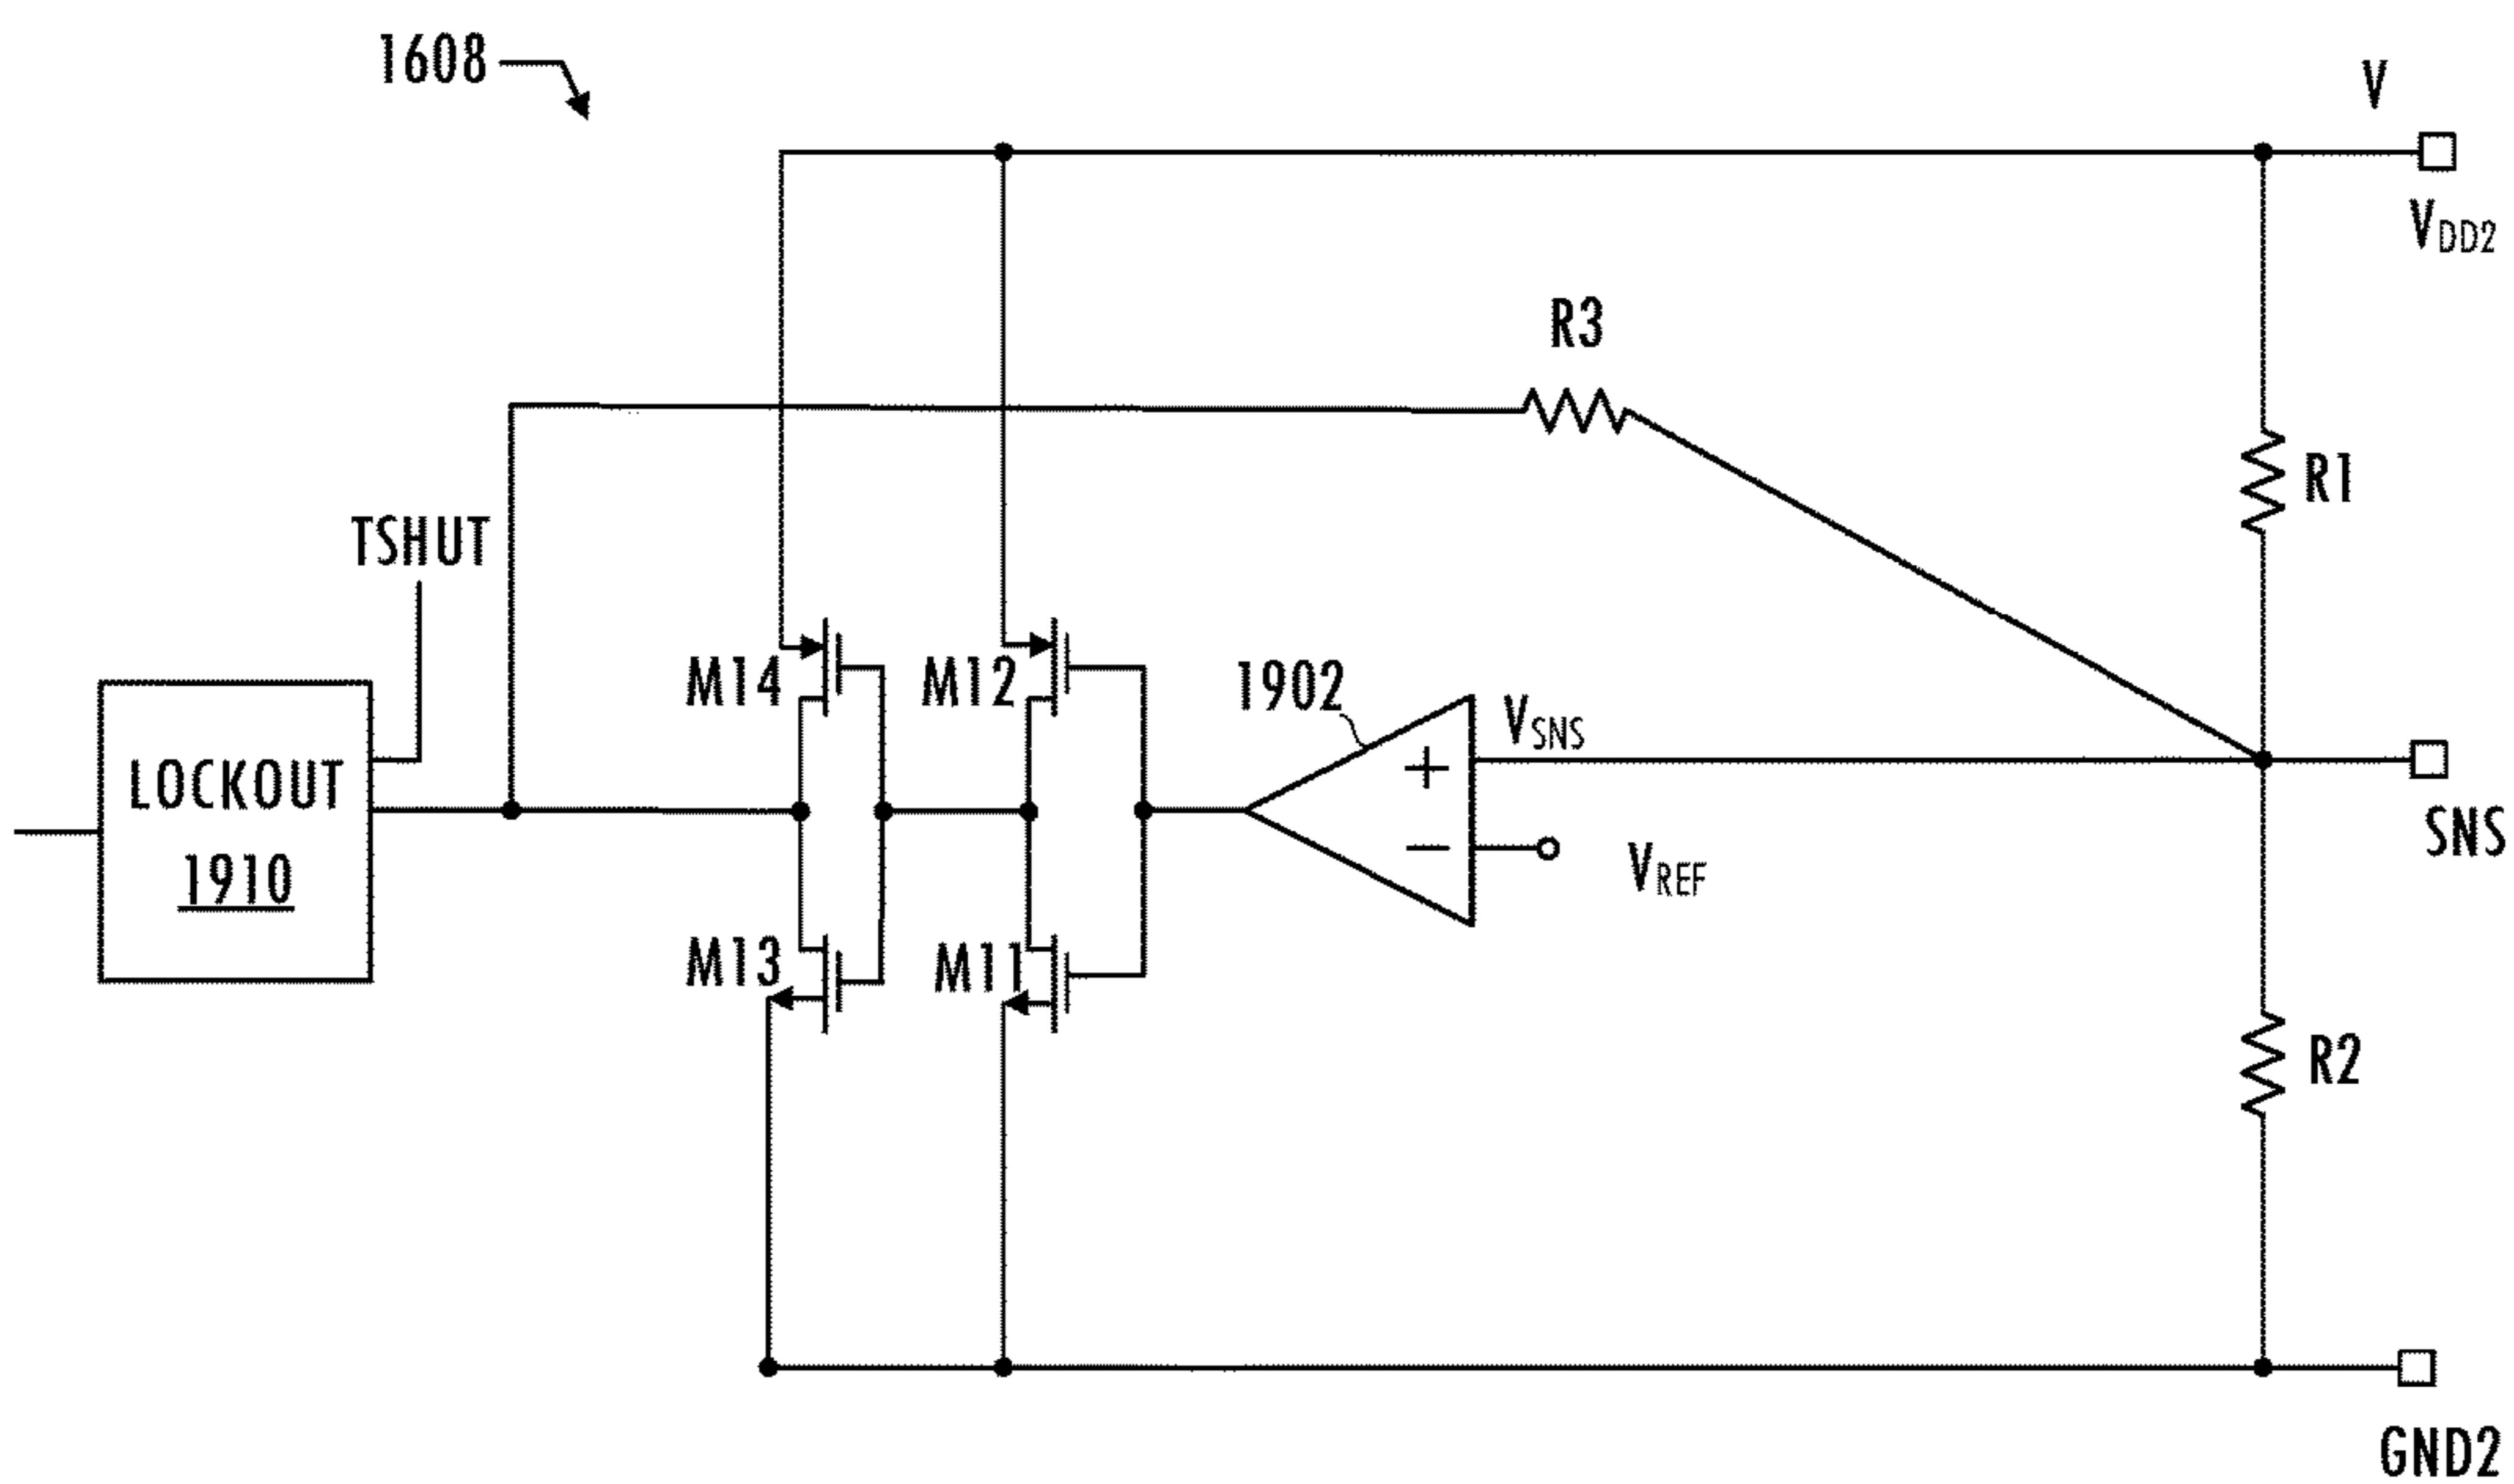 1608
V
VDD2
R3
R1
TSHUT
M14
M12
1902
VSNS
+
LOCKOUT
1910
SNS
−
VREF
M13
M11
R2
GND2